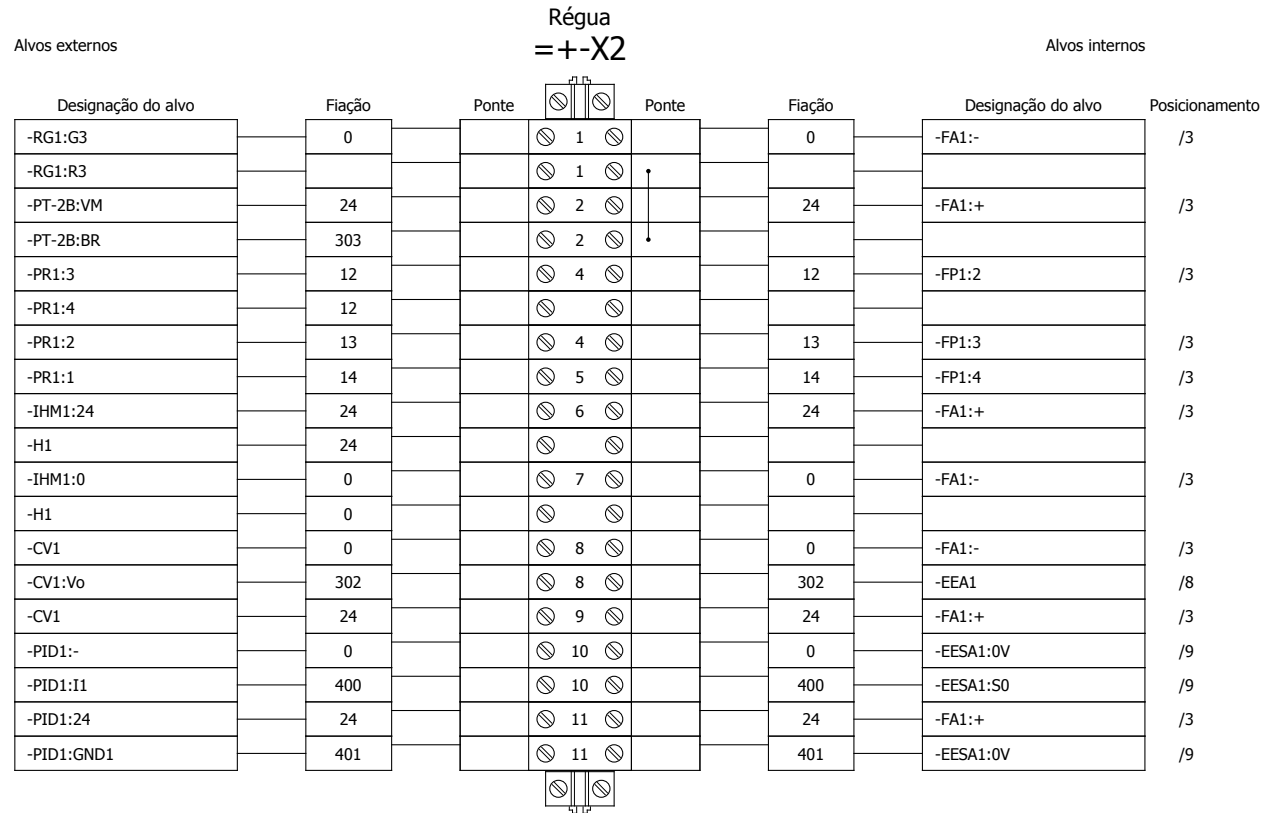 Régua
Alvos externos =+-X2 Alvos internos
Designação do alvo Fiação Ponte Ponte Fiação Designação do alvo Posicionamento
-RG1:G3 0 1 0 -FA1:- /3
-RG1:R3 1
-PT-2B:VM 24 2 24 -FA1:+ /3
-PT-2B:BR 303 2
-PR1:3 12 4 12 -FP1:2 /3
-PR1:4 12
-PR1:2 13 4 13 -FP1:3 /3
-PR1:1 14 5 14 -FP1:4 /3
-IHM1:24 24 6 24 -FA1:+ /3
-H1 24
-IHM1:0 0 7 0 -FA1:- /3
-H1 0
-CV1 0 8 0 -FA1:- /3
-CV1:Vo 302 8 302 -EEA1 /8
-CV1 24 9 24 -FA1:+ /3
-PID1:- 0 10 0 -EESA1:0V /9
-PID1:I1 400 10 400 -EESA1:S0 /9
-PID1:24 24 11 24 -FA1:+ /3
-PID1:GND1 401 11 401 -EESA1:0V /9